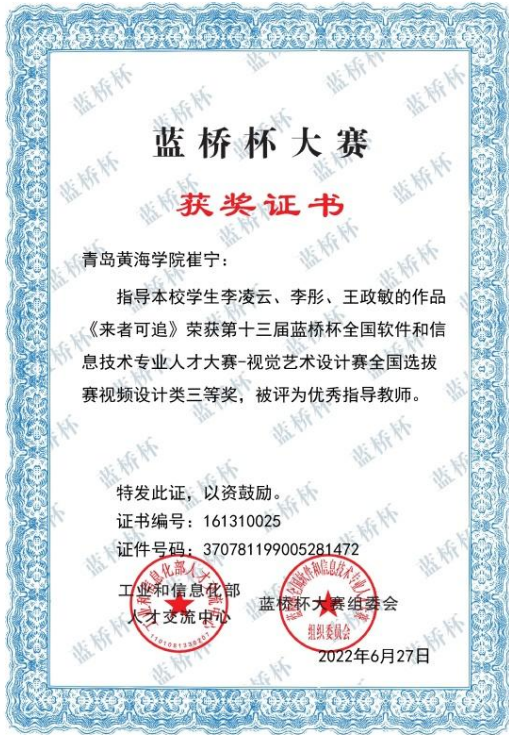 蓝桥杯大赛
获奖证书
青岛黄海学院崔宁：
指导本校学生李凌云、李彤、王政敏的作品
《来者可追》荣获第十三届蓝桥杯全国软件和信
息技术专业人才大赛-视觉艺术设计赛全国选拔
赛视频设计类三等奖，被评为优秀指导教师。
特发此证，以资鼓励。
证书编号：161310025
证件号码：370781199005281472
工业和信息化部
人才交流中心
蓝桥杯大赛组委会
组织委员会
2022年6月27日